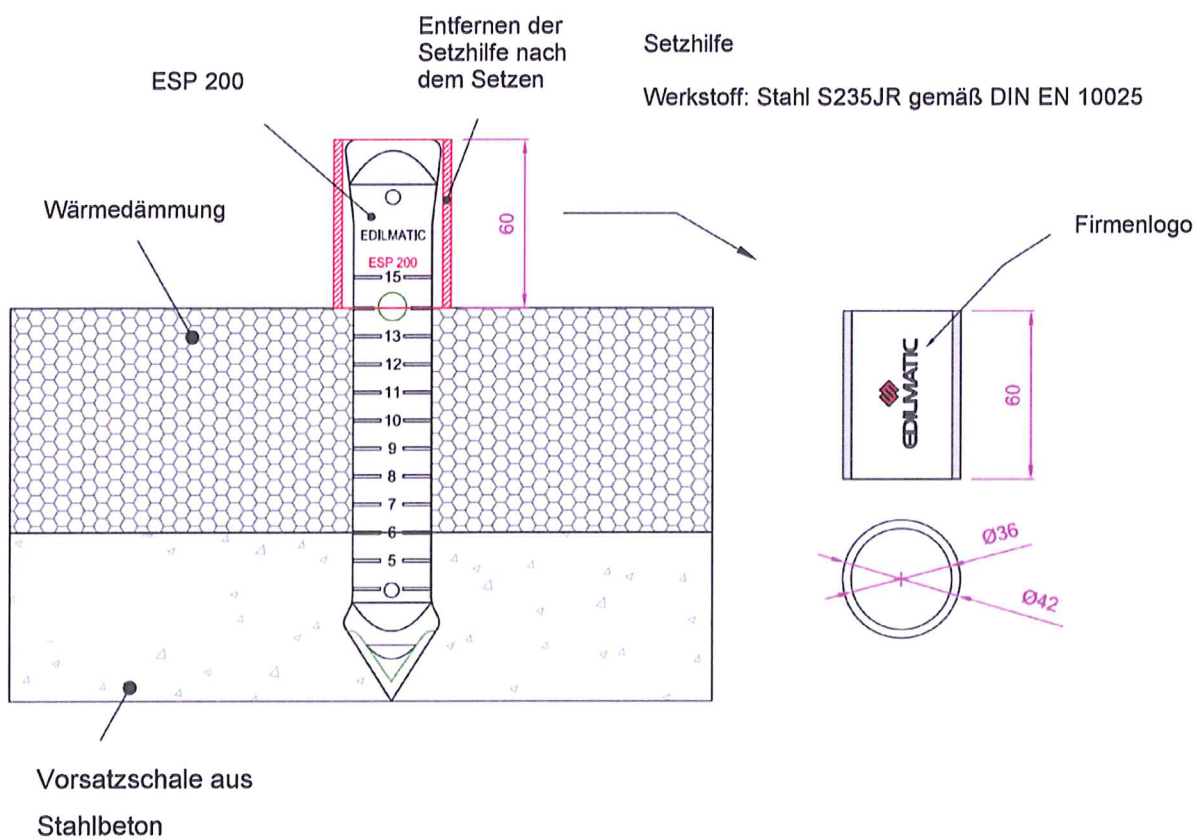 Entfernen der
Setzhilfe nach
dem Setzen
Setzhilfe
ESP 200
Werkstoff: Stahl S235JR gemäß DIN EN 10025
Wärmedämmung
60
Firmenlogo
EDILMATIC
ESP 200
15
13
12
11
10
9
8
7
6
5
EDILMATIC
60
Ø36
Ø42
Vorsatzschale aus
Stahlbeton